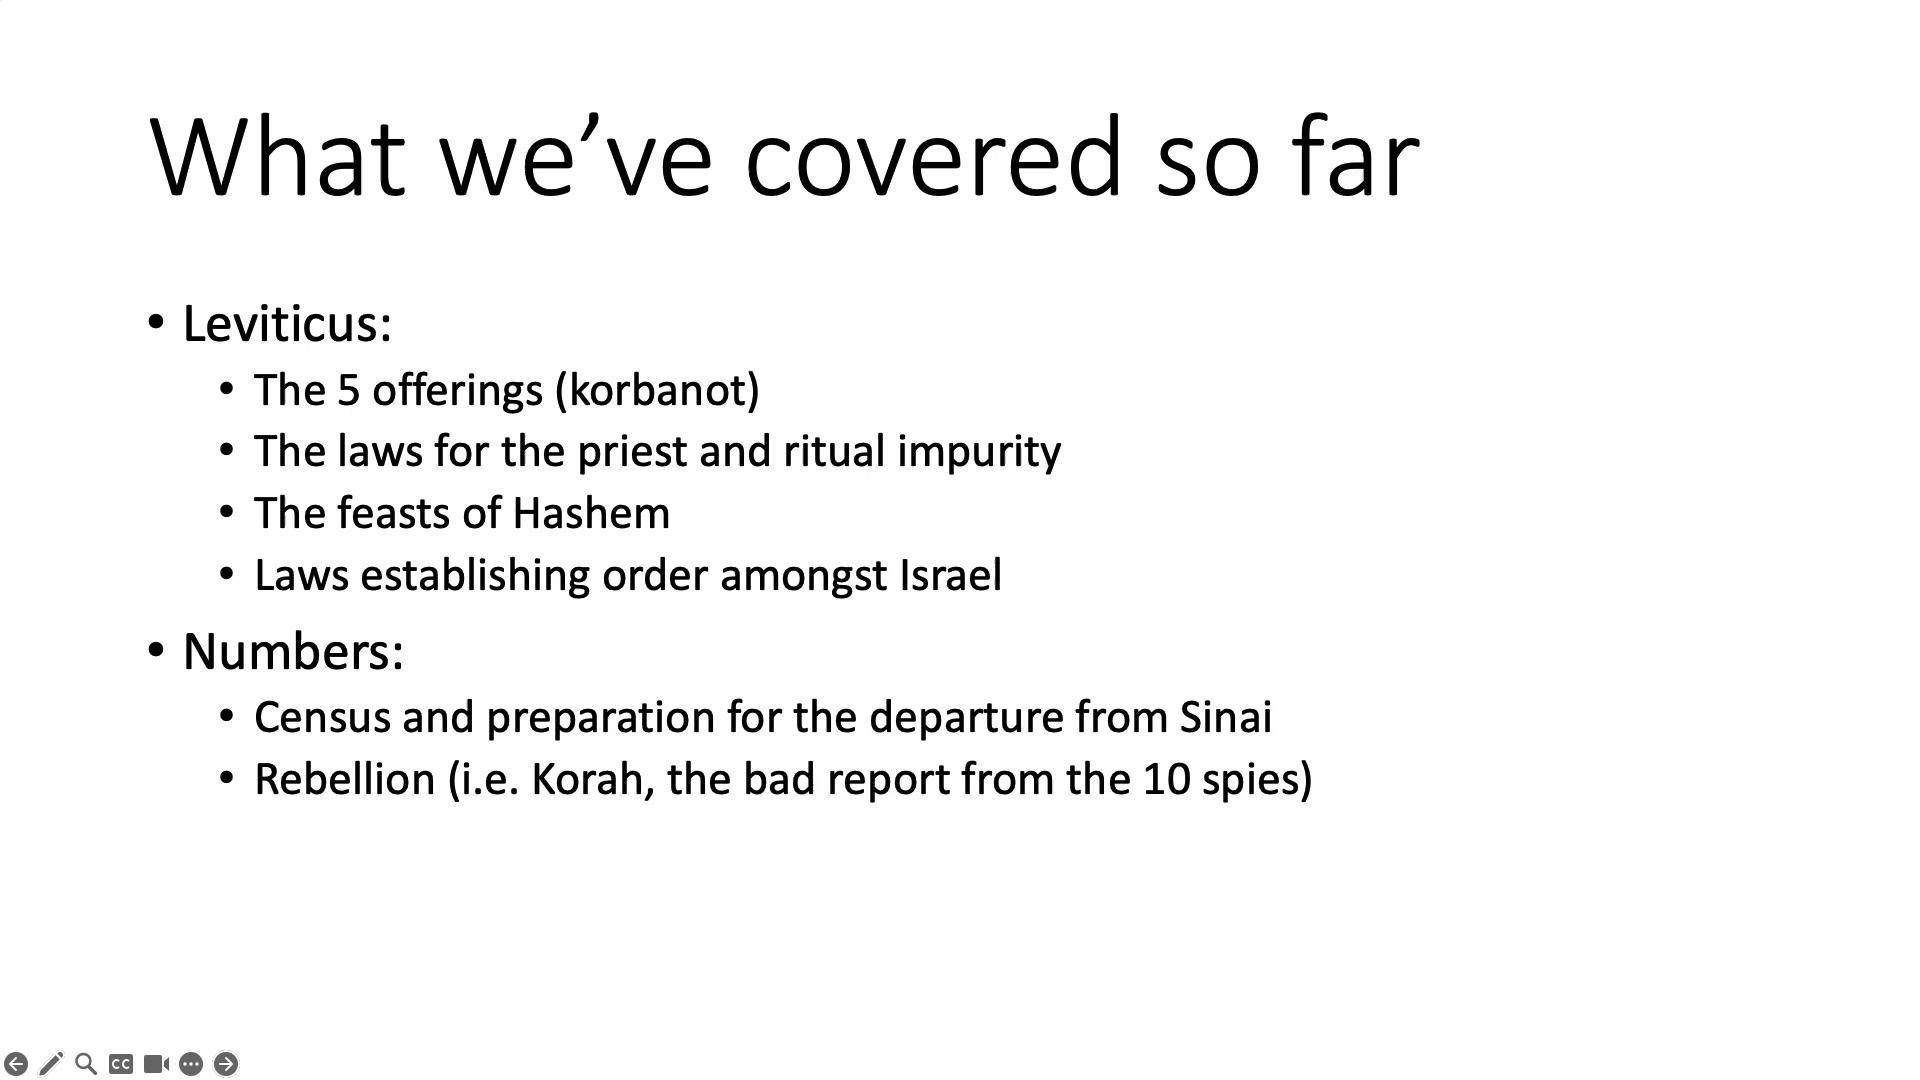 What we’ve covered so far
• Leviticus:
• The 5 offerings (korbanot)
• The laws for the priest and ritual impurity
• The feasts of Hashem
• Laws establishing order amongst Israel
• Numbers:
• Census and preparation for the departure from Sinai
• Rebellion (i.e. Korah, the bad report from the 10 spies)
CC